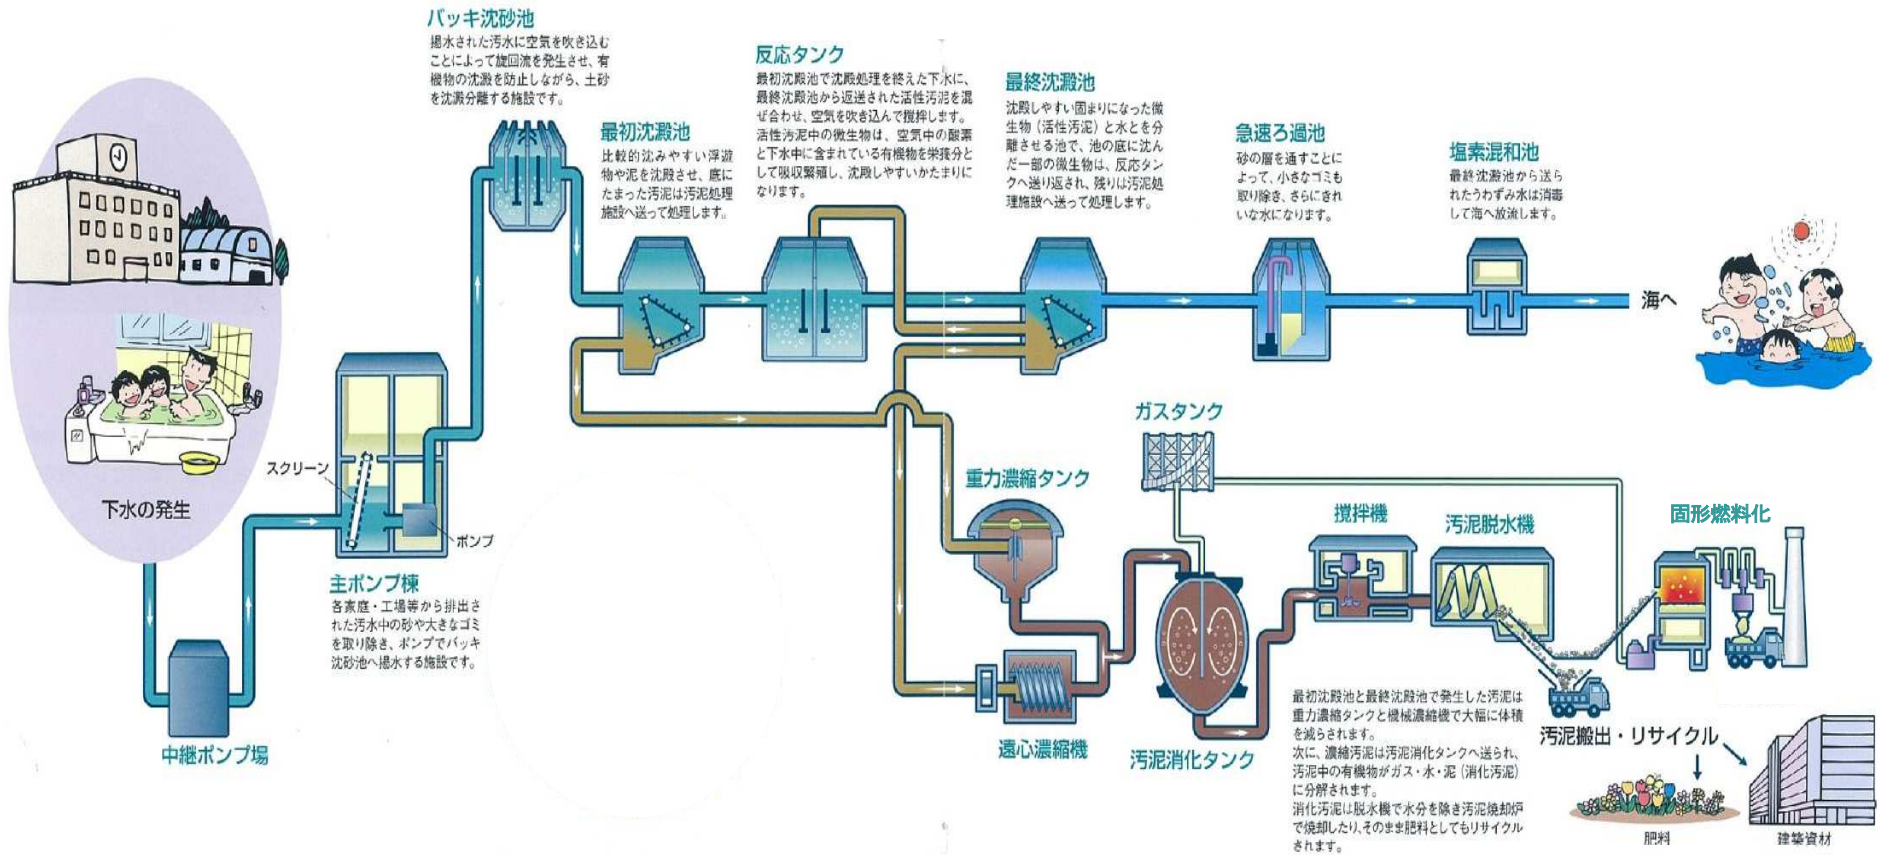 バッキ沈砂池
揚水された汚水に空気を吹き込む
ことによって旋回流を発生させ、有
機物の沈澱を防止しながら、土砂
を沈澱分離する施設です。
最初沈澱池
比較的沈みやすい浮遊
物や泥を沈殿させ、底に
たまった汚泥は汚泥処理
施設へ送って処理します。
反応タンク
最初沈殿池で沈殿処理を終えた下水に、
最終沈殿池から返送された活性汚泥を混
ぜ合わせ、空気を吹き込んで攪拌します。
活性汚泥中の微生物は、空気中の酸素
と下水中に含まれている有機物を栄養分と
して吸収繁殖し、沈殿しやすいかたまりに
なります。
最終沈澱池
沈殿しやすい固まりになった微
生物(活性汚泥)と水とを分
離させる池で、池の底に沈ん
だ一部の微生物は、反応タン
クへ送り返され、残りは汚泥処
理施設へ送って処理します。
急速ろ過池
砂の層を通すことに
よって、小さなゴミも
取り除き、さらにきれ
いな水になります。
塩素混和池
最終沈澱池から送ら
れたうわずみ水は消毒
して海へ放流します。
海へ
下水の発生
スクリーン
ポンプ
主ポンプ棟
各家庭・工場等から排出さ
れた汚水中の砂や大きなゴミ
を取り除き、ポンプでバッキ
沈砂池へ揚水する施設です。
中継ポンプ場
ガスタンク
重力濃縮タンク
攪拌機
汚泥脱水機
固形燃料化
遠心濃縮機
汚泥消化タンク
最初沈殿池と最終沈殿池で発生した汚泥は
重力濃縮タンクと機械濃縮機で大幅に体積
を減らされます。
次に、濃縮汚泥は汚泥消化タンクへ送られ、
汚泥中の有機物がガス・水・泥(消化汚泥)
に分解されます。
消化汚泥は脱水機で水分を除き汚泥焼却炉
で焼却したり、そのまま肥料としてもリサイクル
されます。
汚泥搬出・リサイクル
肥料
建築資材